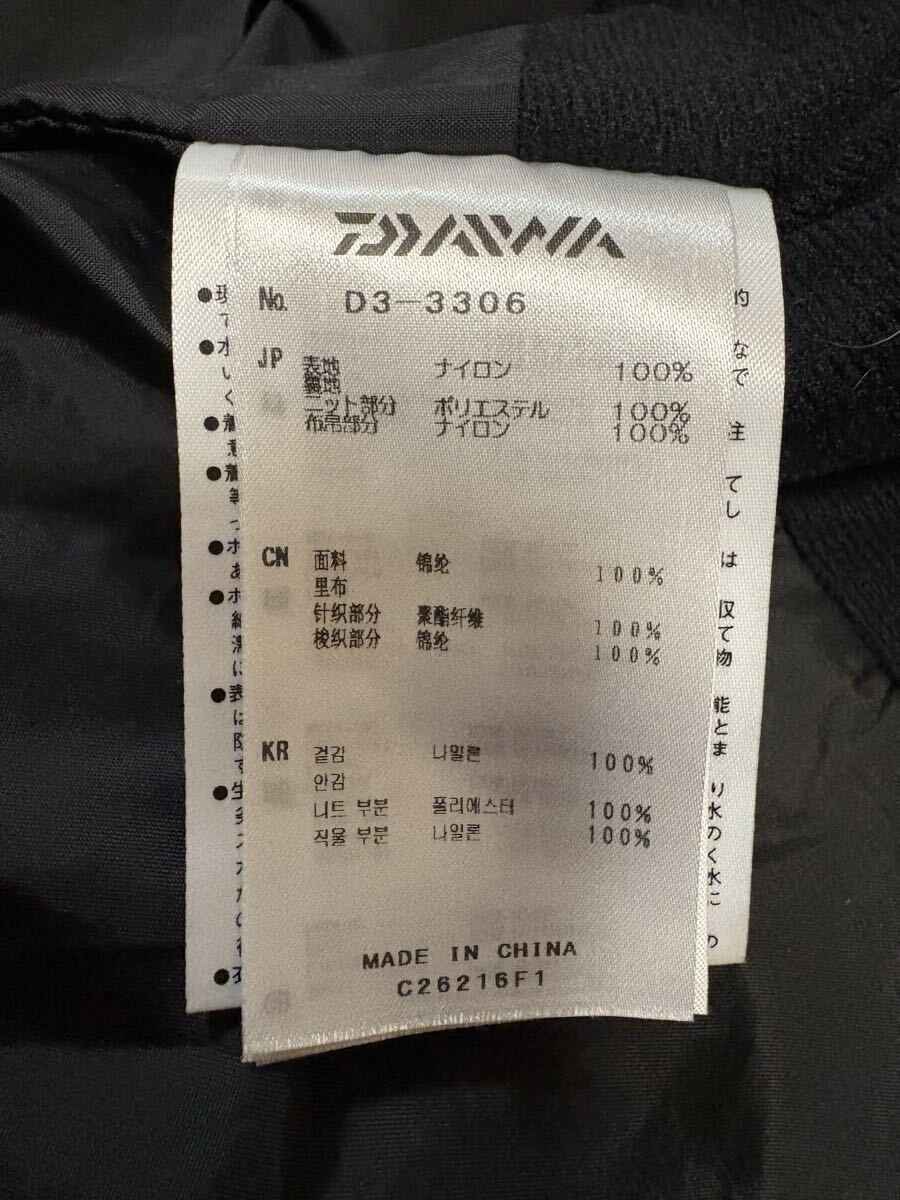 DAIWA
No. D3-3306
JP 表地 ナイロン 100%
裏地
ニット部分 ポリエステル 100%
布帛部分 ナイロン 100%
CN 面料 锦纶 100%
里布
针织部分 聚酯纤维 100%
梭织部分 锦纶 100%
KR 겉감 나일론 100%
안감
니트 부분 폴리에스터 100%
직물 부분 나일론 100%
MADE IN CHINA
C26216F1